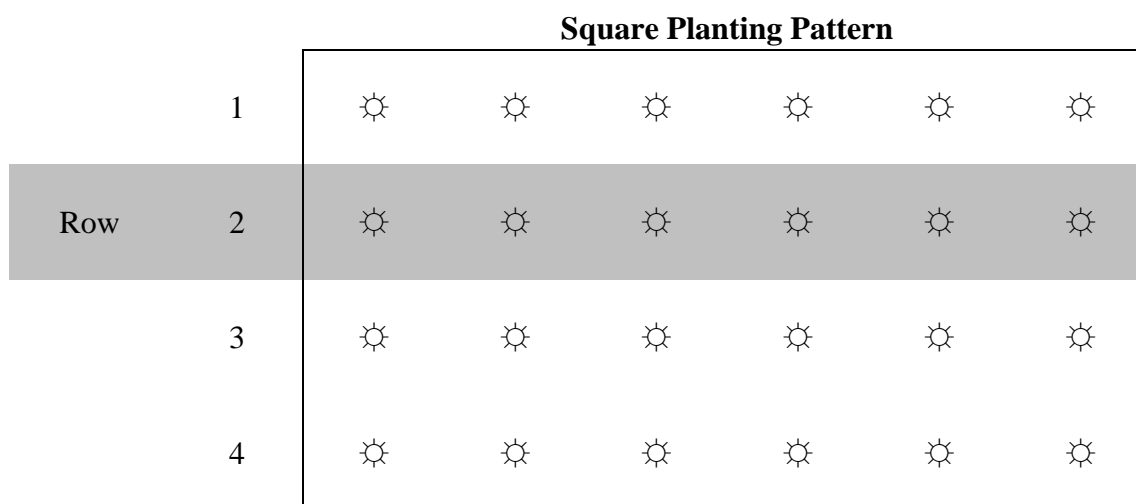 Square Planting Pattern
1 ☼ ☼ ☼ ☼ ☼ ☼
Row 2 ☼ ☼ ☼ ☼ ☼ ☼
3 ☼ ☼ ☼ ☼ ☼ ☼
4 ☼ ☼ ☼ ☼ ☼ ☼